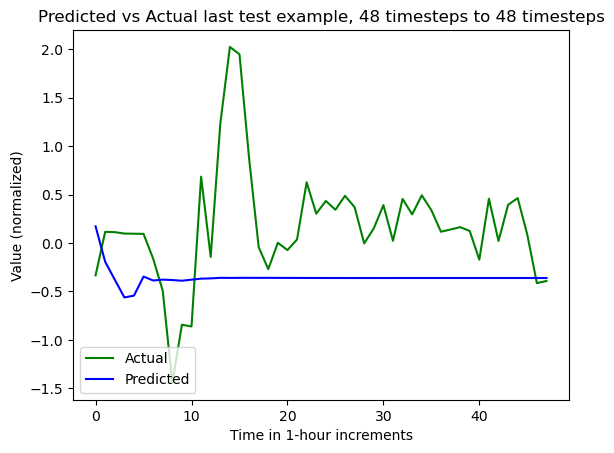 Predicted vs Actual last test example, 48 timesteps to 48 timesteps
2.0
1.5
1.0
0.5
0.0
−0.5
−1.0
−1.5
Value (normalized)
Actual
Predicted
0
10
20
30
40
Time in 1-hour increments